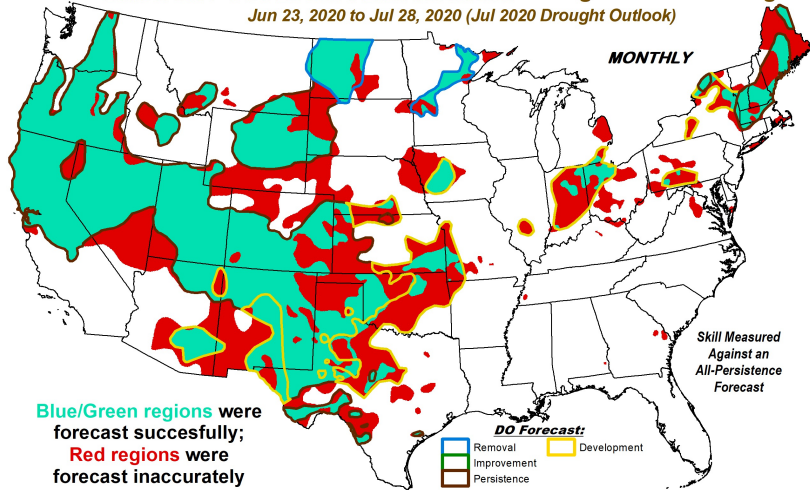 Jun 23, 2020 to Jul 28, 2020 (Jul 2020 Drought Outlook)
MONTHLY
Skill Measured
Against an
All-Persistence
Forecast
Blue/Green regions were
forecast succesfully;
Red regions were
forecast inaccurately
DO Forecast:
Removal
Development
Improvement
Persistence